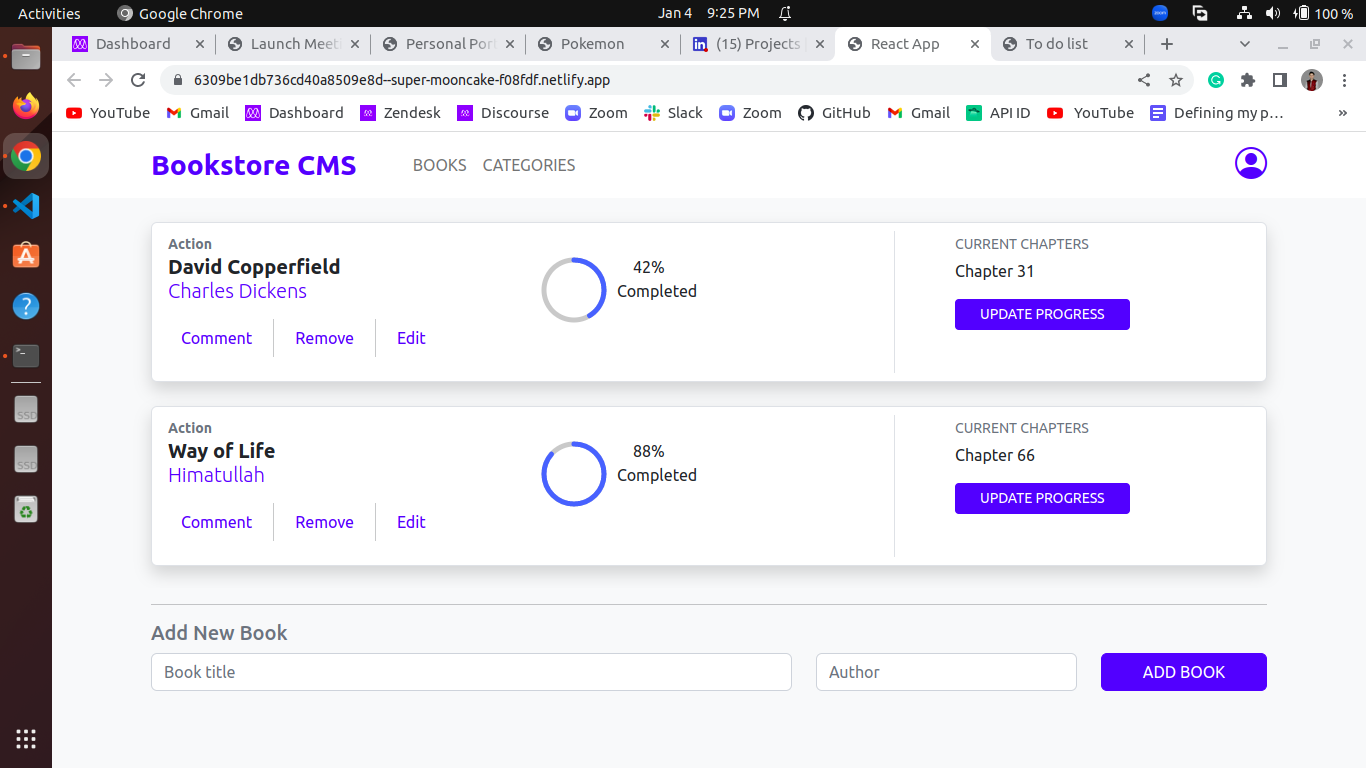 Activities Google Chrome Jan 4 9:25 PM 100 %
Dashboard Launch Meeti Personal Por Pokemon (15) Projects React App To do list
6309be1db736cd40a8509e8d--super-mooncake-f08fdf.netlify.app
YouTube Gmail Dashboard Zendesk Discourse Zoom Slack Zoom GitHub Gmail API ID YouTube Defining my p… »
Bookstore CMS BOOKS CATEGORIES
Action
David Copperfield
Charles Dickens
Comment Remove Edit
42%
Completed
CURRENT CHAPTERS
Chapter 31
UPDATE PROGRESS
Action
Way of Life
Himatullah
Comment Remove Edit
88%
Completed
CURRENT CHAPTERS
Chapter 66
UPDATE PROGRESS
Add New Book
Book title Author ADD BOOK
SSD
SSD